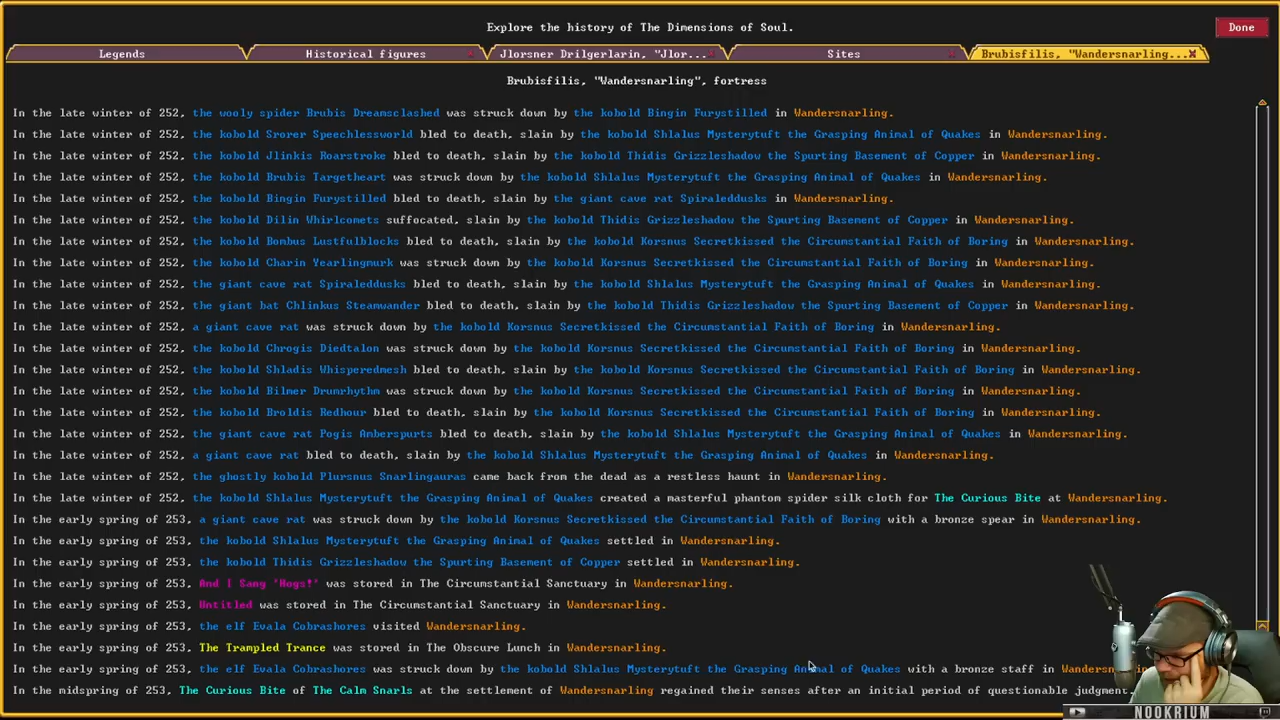 Explore the history of The Dimensions of Soul.
Done
Legends
Historical figures
Jlorsner Drilgerlarin, "Jlor...
Sites
Brubisfilis, "Wandersnarling...
Brubisfilis, "Wandersnarling", fortress
In the late winter of 252, the wooly spider Brubis Dreamsclashed was struck down by the kobold Bingin Furystilled in Wandersnarling.
In the late winter of 252, the kobold Srorer Speechlessworld bled to death, slain by the kobold Shlalus Mysterytuft the Grasping Animal of Quakes in Wandersnarling.
In the late winter of 252, the kobold Jlinkis Roarstroke bled to death, slain by the kobold Thidis Grizzleshadow the Spurting Basement of Copper in Wandersnarling.
In the late winter of 252, the kobold Brubis Targetheart was struck down by the kobold Shlalus Mysterytuft the Grasping Animal of Quakes in Wandersnarling.
In the late winter of 252, the kobold Bingin Furystilled bled to death, slain by the giant cave rat Spiraleddusks in Wandersnarling.
In the late winter of 252, the kobold Dilin Whirlcomets suffocated, slain by the kobold Thidis Grizzleshadow the Spurting Basement of Copper in Wandersnarling.
In the late winter of 252, the kobold Bombus Lustfulblocks bled to death, slain by the kobold Korsnus Secretkissed the Circumstantial Faith of Boring in Wandersnarling.
In the late winter of 252, the kobold Charin Yearlingmurk was struck down by the kobold Korsnus Secretkissed the Circumstantial Faith of Boring in Wandersnarling.
In the late winter of 252, the giant cave rat Spiraleddusks bled to death, slain by the kobold Shlalus Mysterytuft the Grasping Animal of Quakes in Wandersnarling.
In the late winter of 252, the giant bat Chlinkus Steamwander bled to death, slain by the kobold Thidis Grizzleshadow the Spurting Basement of Copper in Wandersnarling.
In the late winter of 252, a giant cave rat was struck down by the kobold Korsnus Secretkissed the Circumstantial Faith of Boring in Wandersnarling.
In the late winter of 252, the kobold Chrogis Diedtalon was struck down by the kobold Korsnus Secretkissed the Circumstantial Faith of Boring in Wandersnarling.
In the late winter of 252, the kobold Shladis Whisperedmesh bled to death, slain by the kobold Korsnus Secretkissed the Circumstantial Faith of Boring in Wandersnarling.
In the late winter of 252, the kobold Bilmer Drumrhythm was struck down by the kobold Korsnus Secretkissed the Circumstantial Faith of Boring in Wandersnarling.
In the late winter of 252, the kobold Broldis Redhour bled to death, slain by the kobold Korsnus Secretkissed the Circumstantial Faith of Boring in Wandersnarling.
In the late winter of 252, the giant cave rat Pogis Amberspurts bled to death, slain by the kobold Shlalus Mysterytuft the Grasping Animal of Quakes in Wandersnarling.
In the late winter of 252, a giant cave rat bled to death, slain by the kobold Shlalus Mysterytuft the Grasping Animal of Quakes in Wandersnarling.
In the late winter of 252, the ghostly kobold Plursnus Snarlingauras came back from the dead as a restless haunt in Wandersnarling.
In the late winter of 252, the kobold Shlalus Mysterytuft the Grasping Animal of Quakes created a masterful phantom spider silk cloth for The Curious Bite at Wandersnarling.
In the early spring of 253, a giant cave rat was struck down by the kobold Korsnus Secretkissed the Circumstantial Faith of Boring with a bronze spear in Wandersnarling.
In the early spring of 253, the kobold Shlalus Mysterytuft the Grasping Animal of Quakes settled in Wandersnarling.
In the early spring of 253, the kobold Thidis Grizzleshadow the Spurting Basement of Copper settled in Wandersnarling.
In the early spring of 253, And I Sang 'Hogs!' was stored in The Circumstantial Sanctuary in Wandersnarling.
In the early spring of 253, Untitled was stored in The Circumstantial Sanctuary in Wandersnarling.
In the early spring of 253, the elf Evala Cobrashores visited Wandersnarling.
In the early spring of 253, The Trampled Trance was stored in The Obscure Lunch in Wandersnarling.
In the early spring of 253, the elf Evala Cobrashores was struck down by the kobold Shlalus Mysterytuft the Grasping Animal of Quakes with a bronze staff in
In the midspring of 253, The Curious Bite of The Calm Snarls at the settlement of Wandersnarling regained their senses after an initial period of questionable judgment.
NOOKRIUM